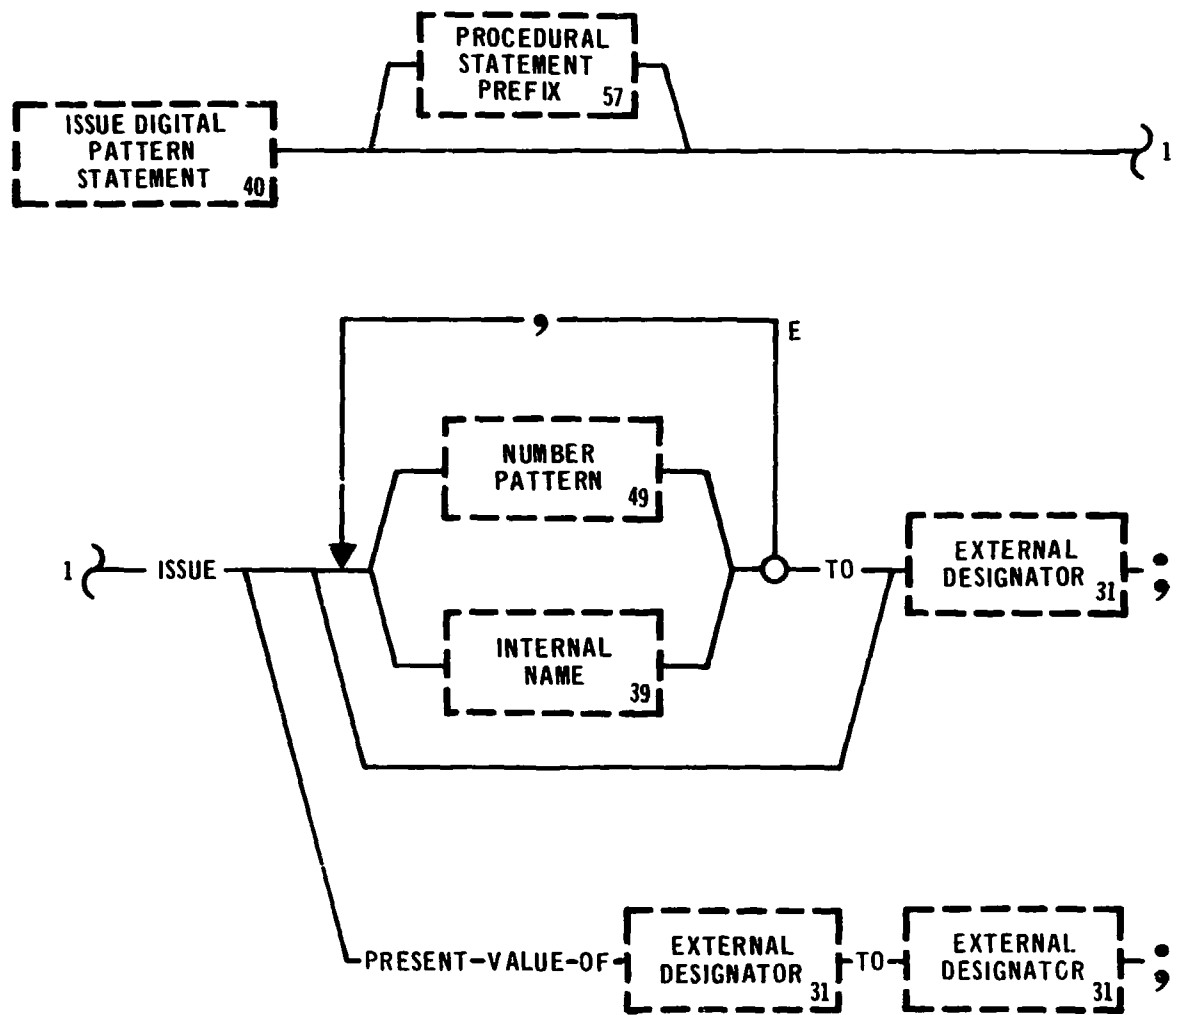 PROCEDURAL
STATEMENT
PREFIX 57
ISSUE DIGITAL
PATTERN
STATEMENT 40
1
,
E
NUMBER
PATTERN 49
1 ISSUE
TO
EXTERNAL
DESIGNATOR 31
;
INTERNAL
NAME 39
PRESENT-VALUE-OF
EXTERNAL
DESIGNATOR 31
TO
EXTERNAL
DESIGNATOR 31
;